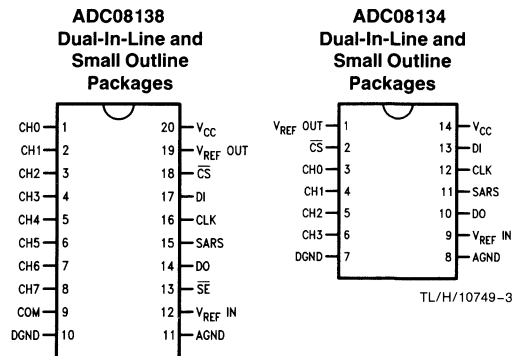 ADC08138
Dual-In-Line and
Small Outline
Packages
CH0 1 20 VCC
CH1 2 19 VREF OUT
CH2 3 18 CS
CH3 4 17 DI
CH4 5 16 CLK
CH5 6 15 SARS
CH6 7 14 DO
CH7 8 13 SE
COM 9 12 VREF IN
DGND 10 11 AGND
ADC08134
Dual-In-Line and
Small Outline
Packages
VREF OUT 1 14 VCC
CS 2 13 DI
CH0 3 12 CLK
CH1 4 11 SARS
CH2 5 10 DO
CH3 6 9 VREF IN
DGND 7 8 AGND
TL/H/10749-3